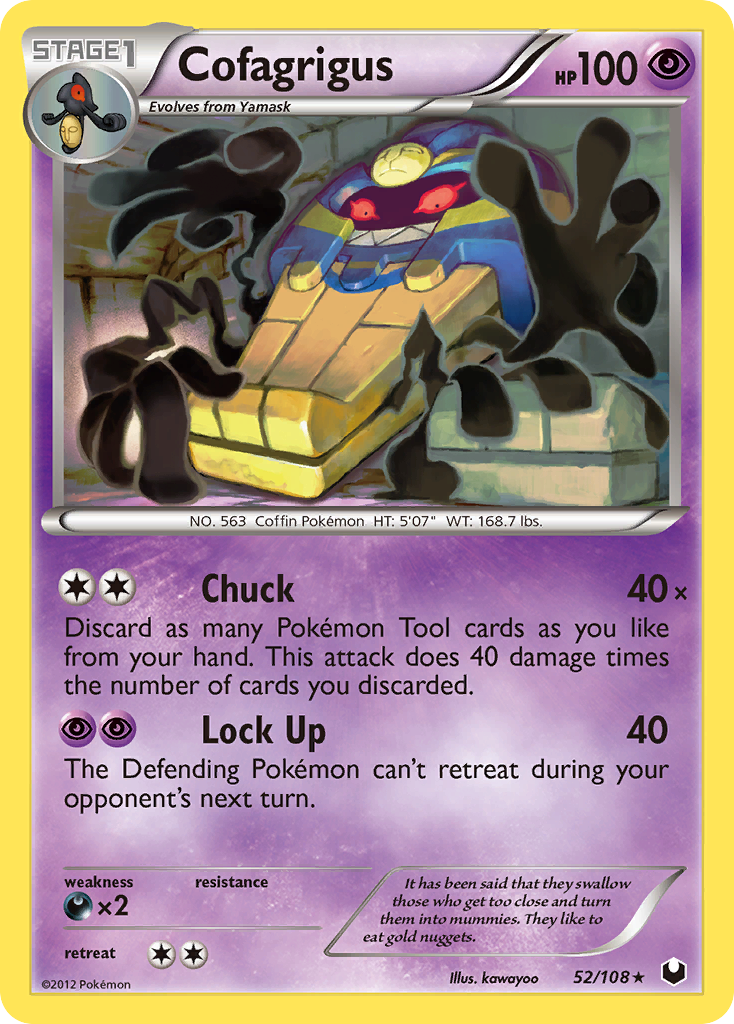 STAGE1
Cofagrigus
HP100
Evolves from Yamask
NO. 563 Coffin Pokémon HT: 5'07" WT: 168.7 lbs.
Chuck 40×
Discard as many Pokémon Tool cards as you like
from your hand. This attack does 40 damage times
the number of cards you discarded.
Lock Up 40
The Defending Pokémon can't retreat during your
opponent's next turn.
weakness resistance
×2
retreat
It has been said that they swallow
those who get too close and turn
them into mummies. They like to
eat gold nuggets.
©2012 Pokémon
Illus. kawayoo 52/108★